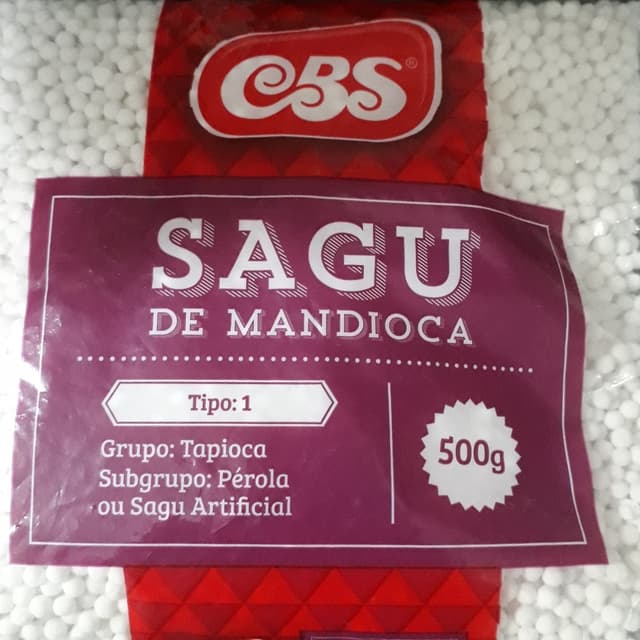 CBS®
SAGU
DE MANDIOCA
Tipo: 1
Grupo: Tapioca
Subgrupo: Pérola
ou Sagu Artificial
500g